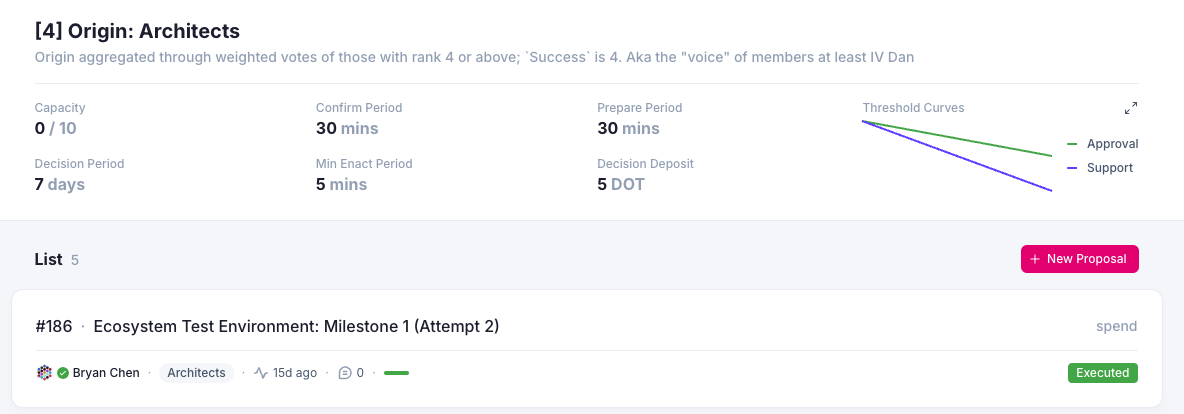 [4] Origin: Architects
Origin aggregated through weighted votes of those with rank 4 or above; `Success` is 4. Aka the "voice" of members at least IV Dan
Capacity
0 / 10
Confirm Period
30 mins
Prepare Period
30 mins
Threshold Curves
Approval
Support
Decision Period
7 days
Min Enact Period
5 mins
Decision Deposit
5 DOT
List 5
+ New Proposal
#186 · Ecosystem Test Environment: Milestone 1 (Attempt 2)
spend
Bryan Chen · Architects · 15d ago · 0 ·
Executed